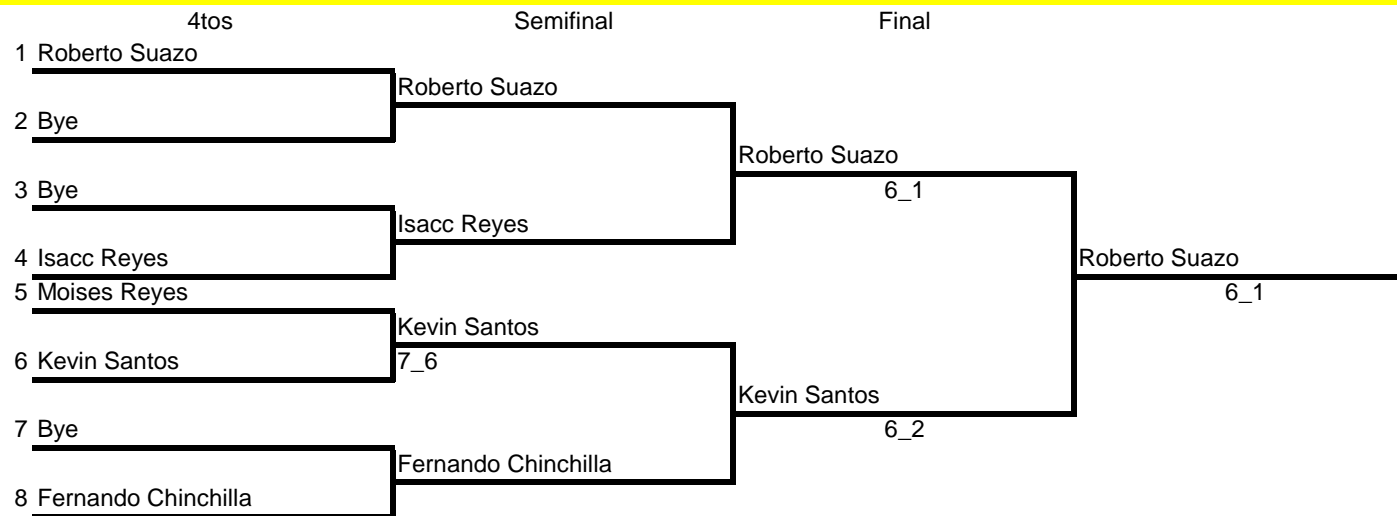 4tos Semifinal Final
1 Roberto Suazo
Roberto Suazo
2 Bye
Roberto Suazo
3 Bye
6_1
Isacc Reyes
4 Isacc Reyes
Roberto Suazo
5 Moises Reyes
6_1
Kevin Santos
6 Kevin Santos
7_6
Kevin Santos
7 Bye
6_2
Fernando Chinchilla
8 Fernando Chinchilla